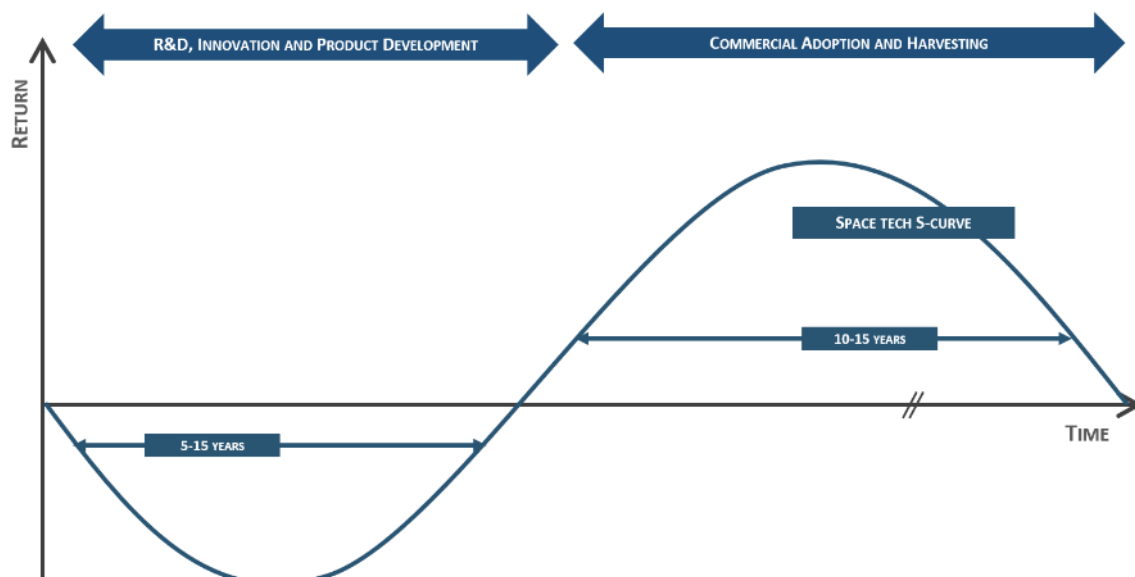 R&D, INNOVATION AND PRODUCT DEVELOPMENT
COMMERCIAL ADOPTION AND HARVESTING
RETURN
SPACE TECH S-CURVE
10-15 YEARS
TIME
5-15 YEARS